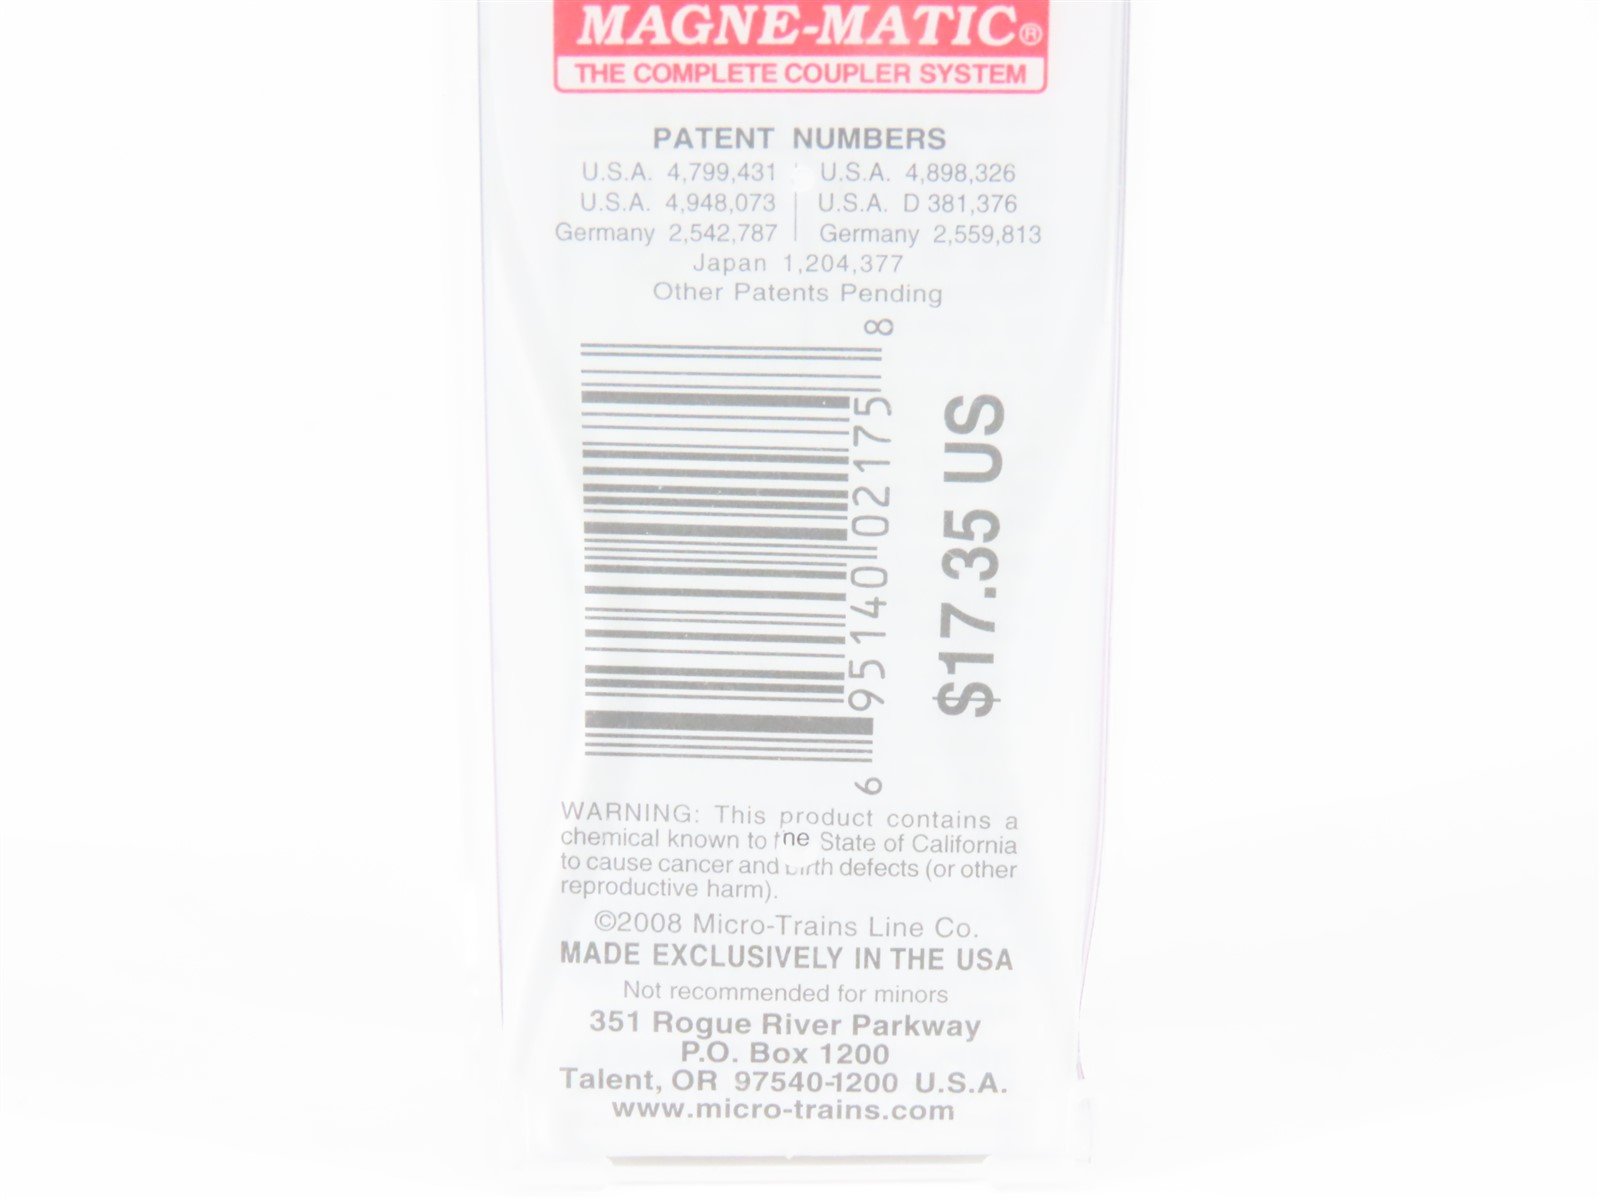 MAGNE-MATIC®
THE COMPLETE COUPLER SYSTEM
PATENT NUMBERS
U.S.A. 4,799,431 U.S.A. 4,898,326
U.S.A. 4,948,073 U.S.A. D 381,376
Germany 2,542,787 Germany 2,559,813
Japan 1,204,377
Other Patents Pending
6 95140 02175 8
$17.35 US
WARNING: This product contains a
chemical known to the State of California
to cause cancer and birth defects (or other
reproductive harm).
©2008 Micro-Trains Line Co.
MADE EXCLUSIVELY IN THE USA
Not recommended for minors
351 Rogue River Parkway
P.O. Box 1200
Talent, OR 97540-1200 U.S.A.
www.micro-trains.com